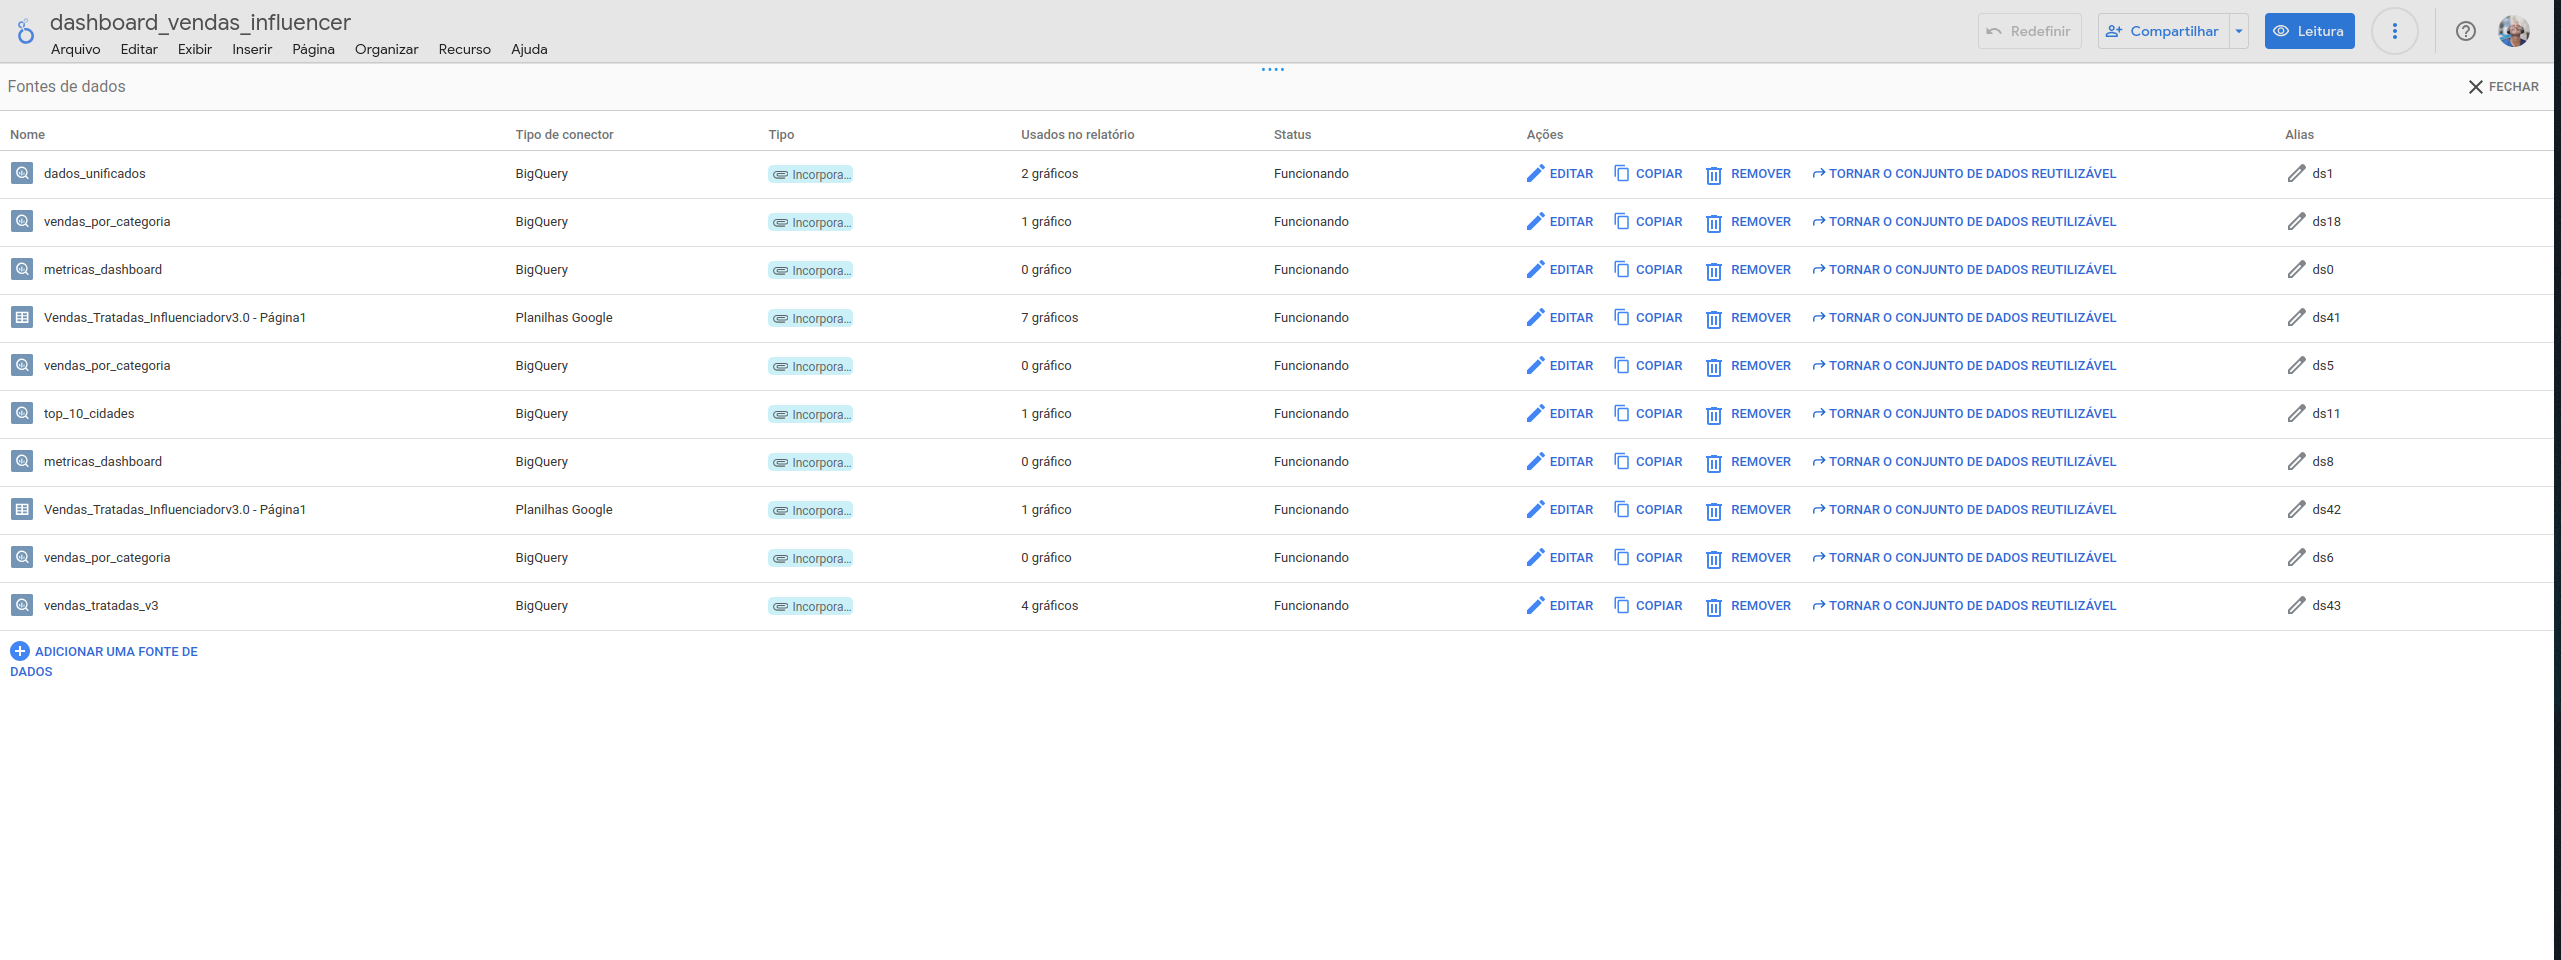 dashboard_vendas_influencer
Arquivo Editar Exibir Inserir Página Organizar Recurso Ajuda
Redefinir Compartilhar Leitura
Fontes de dados FECHAR
Nome Tipo de conector Tipo Usados no relatório Status Ações Alias
dados_unificados BigQuery Incorpora... 2 gráficos Funcionando EDITAR COPIAR REMOVER TORNAR O CONJUNTO DE DADOS REUTILIZÁVEL ds1
vendas_por_categoria BigQuery Incorpora... 1 gráfico Funcionando EDITAR COPIAR REMOVER TORNAR O CONJUNTO DE DADOS REUTILIZÁVEL ds18
metricas_dashboard BigQuery Incorpora... 0 gráfico Funcionando EDITAR COPIAR REMOVER TORNAR O CONJUNTO DE DADOS REUTILIZÁVEL ds0
Vendas_Tratadas_Influenciadorv3.0 - Página1 Planilhas Google Incorpora... 7 gráficos Funcionando EDITAR COPIAR REMOVER TORNAR O CONJUNTO DE DADOS REUTILIZÁVEL ds41
vendas_por_categoria BigQuery Incorpora... 0 gráfico Funcionando EDITAR COPIAR REMOVER TORNAR O CONJUNTO DE DADOS REUTILIZÁVEL ds5
top_10_cidades BigQuery Incorpora... 1 gráfico Funcionando EDITAR COPIAR REMOVER TORNAR O CONJUNTO DE DADOS REUTILIZÁVEL ds11
metricas_dashboard BigQuery Incorpora... 0 gráfico Funcionando EDITAR COPIAR REMOVER TORNAR O CONJUNTO DE DADOS REUTILIZÁVEL ds8
Vendas_Tratadas_Influenciadorv3.0 - Página1 Planilhas Google Incorpora... 1 gráfico Funcionando EDITAR COPIAR REMOVER TORNAR O CONJUNTO DE DADOS REUTILIZÁVEL ds42
vendas_por_categoria BigQuery Incorpora... 0 gráfico Funcionando EDITAR COPIAR REMOVER TORNAR O CONJUNTO DE DADOS REUTILIZÁVEL ds6
vendas_tratadas_v3 BigQuery Incorpora... 4 gráficos Funcionando EDITAR COPIAR REMOVER TORNAR O CONJUNTO DE DADOS REUTILIZÁVEL ds43
ADICIONAR UMA FONTE DE
DADOS